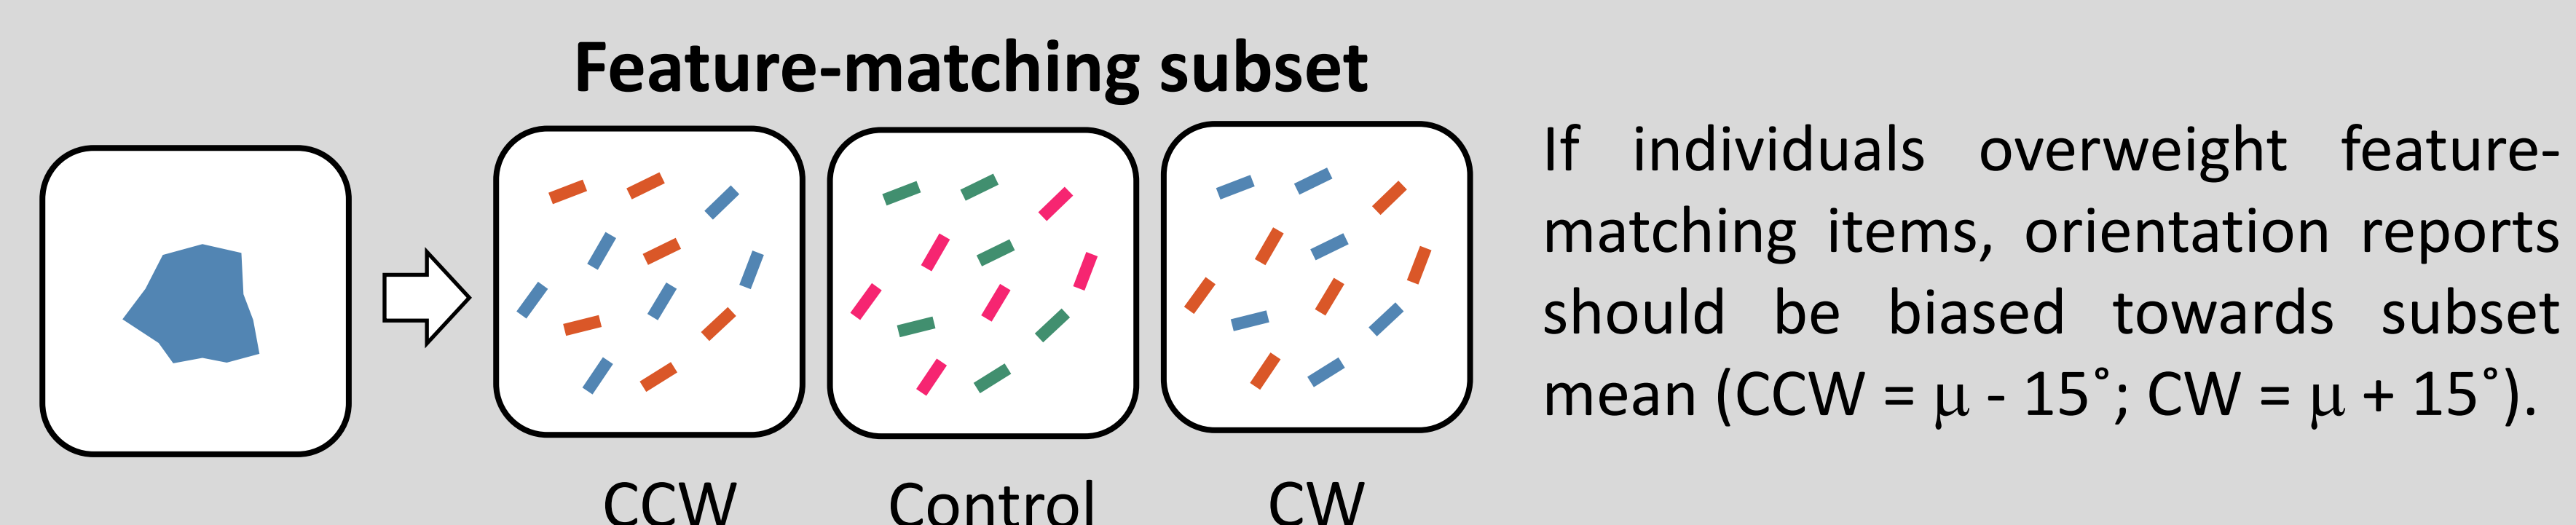 Feature-matching subset
If individuals overweight feature-
matching items, orientation reports
should be biased towards subset
mean (CCW = μ - 15˚; CW = μ + 15˚).
CCW
Control
CW